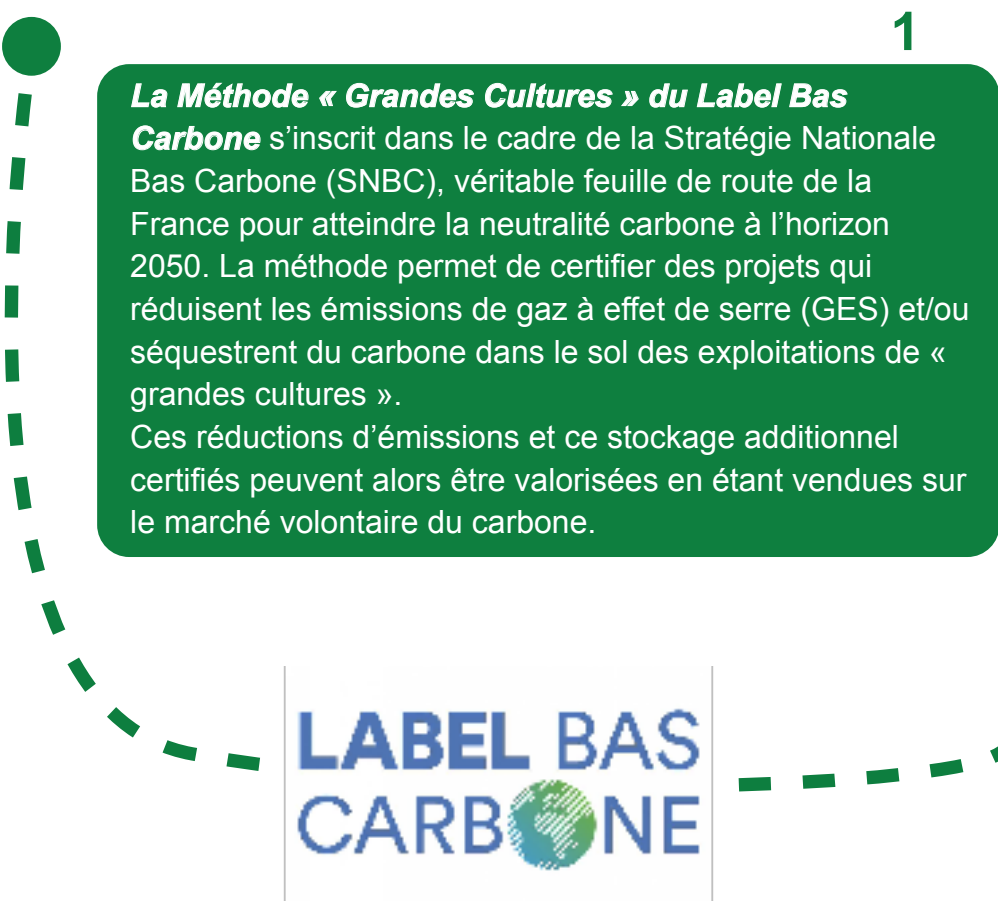 1
La Méthode « Grandes Cultures » du Label Bas
Carbone s’inscrit dans le cadre de la Stratégie Nationale
Bas Carbone (SNBC), véritable feuille de route de la
France pour atteindre la neutralité carbone à l’horizon
2050. La méthode permet de certifier des projets qui
réduisent les émissions de gaz à effet de serre (GES) et/ou
séquestrent du carbone dans le sol des exploitations de «
grandes cultures ».
Ces réductions d’émissions et ce stockage additionnel
certifiés peuvent alors être valorisées en étant vendues sur
le marché volontaire du carbone.
LABEL BAS
CARBONE